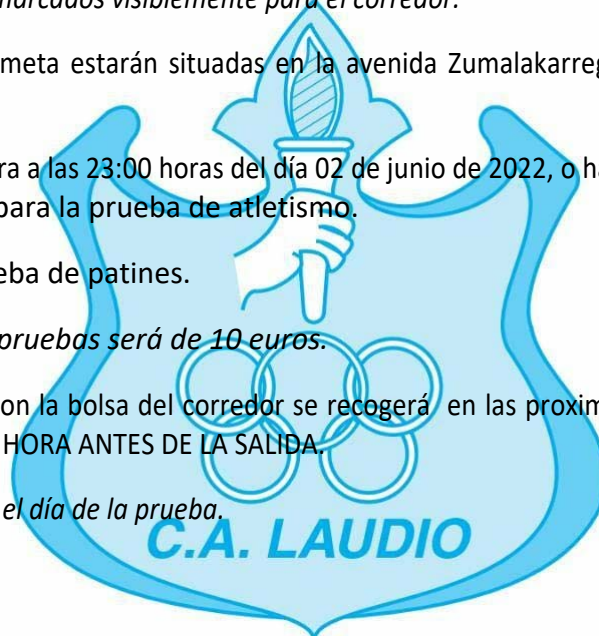 marcados visiblemente para el corredor.
meta estarán situadas en la avenida Zumalakarreg
ra a las 23:00 horas del día 02 de junio de 2022, o ha
para la prueba de atletismo.
eba de patines.
pruebas será de 10 euros.
on la bolsa del corredor se recogerá en las proxim
HORA ANTES DE LA SALIDA.
el día de la prueba.
C.A. LAUDIO